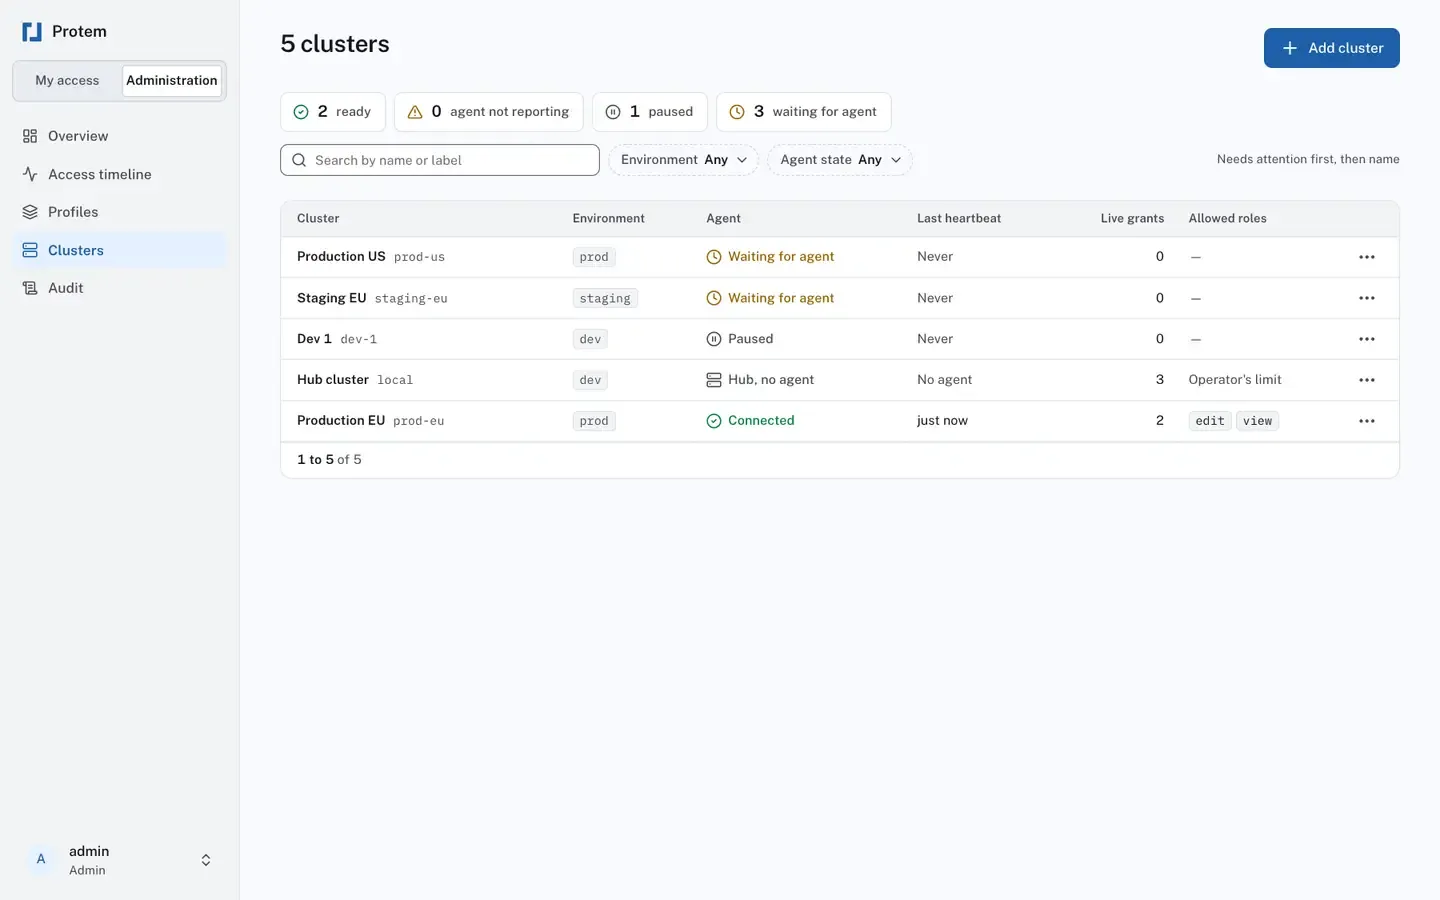 Protem
My access Administration
Overview
Access timeline
Profiles
Clusters
Audit
A admin
Admin
5 clusters
Add cluster
2 ready 0 agent not reporting 1 paused 3 waiting for agent
Search by name or label Environment Any Agent state Any Needs attention first, then name
Cluster Environment Agent Last heartbeat Live grants Allowed roles
Production US prod-us prod Waiting for agent Never 0 —
Staging EU staging-eu staging Waiting for agent Never 0 —
Dev 1 dev-1 dev Paused Never 0 —
Hub cluster local dev Hub, no agent No agent 3 Operator's limit
Production EU prod-eu prod Connected just now 2 edit view
1 to 5 of 5